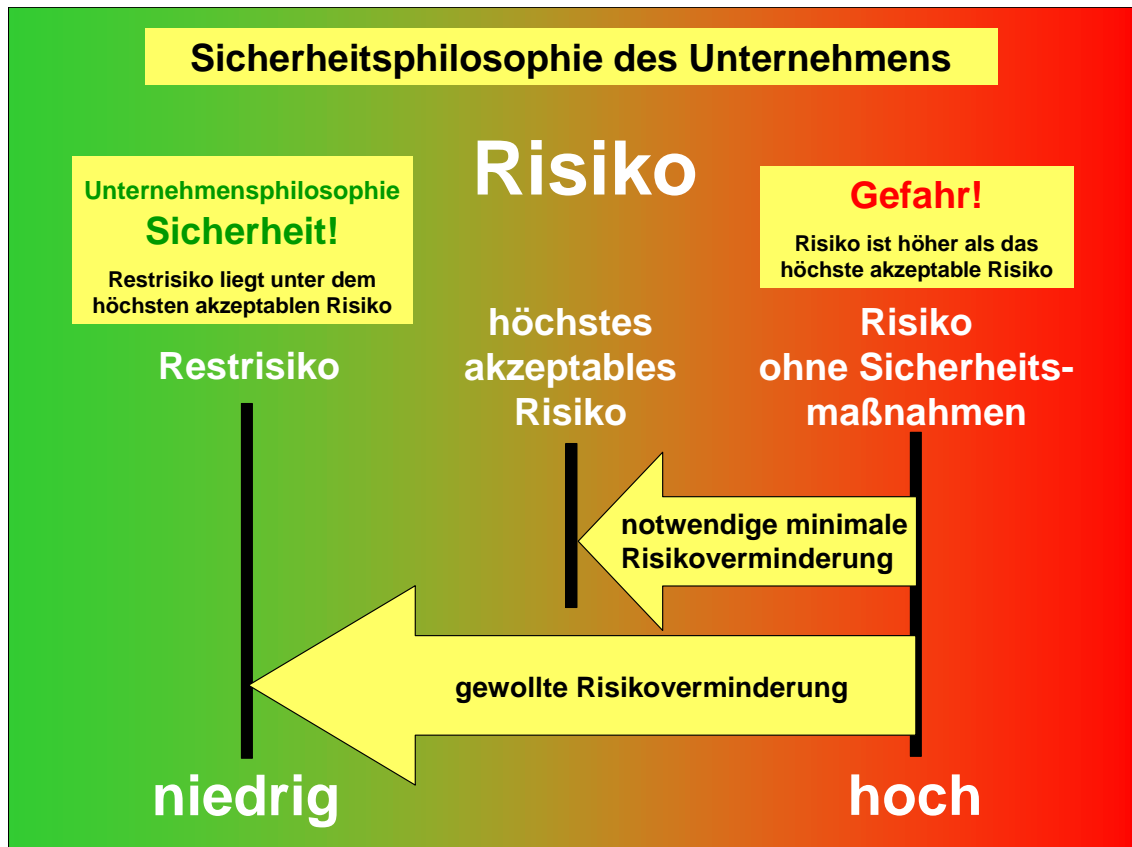 Sicherheitsphilosophie des Unternehmens
Risiko
Unternehmensphilosophie
Sicherheit!
Restrisiko liegt unter dem
höchsten akzeptablen Risiko
Gefahr!
Risiko ist höher als das
höchste akzeptable Risiko
Restrisiko
höchstes
akzeptables
Risiko
Risiko
ohne Sicherheits-
maßnahmen
notwendige minimale
Risikoverminderung
gewollte Risikoverminderung
niedrig
hoch